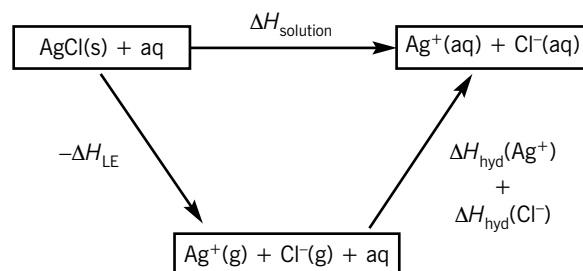 ΔH_solution
AgCl(s) + aq
Ag⁺(aq) + Cl⁻(aq)
−ΔH_LE
ΔH_hyd(Ag⁺)
+
ΔH_hyd(Cl⁻)
Ag⁺(g) + Cl⁻(g) + aq